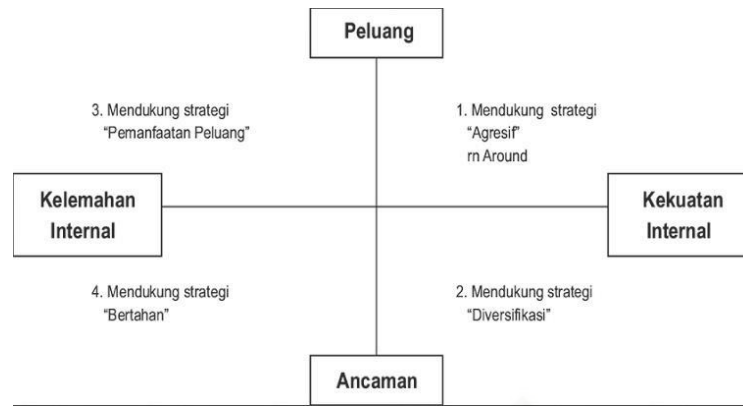 Peluang
3. Mendukung strategi
“Pemanfaatan Peluang”
1. Mendukung strategi
“Agresif”
rn Around
Kelemahan
Internal
Kekuatan
Internal
4. Mendukung strategi
“Bertahan”
2. Mendukung strategi
“Diversifikasi”
Ancaman